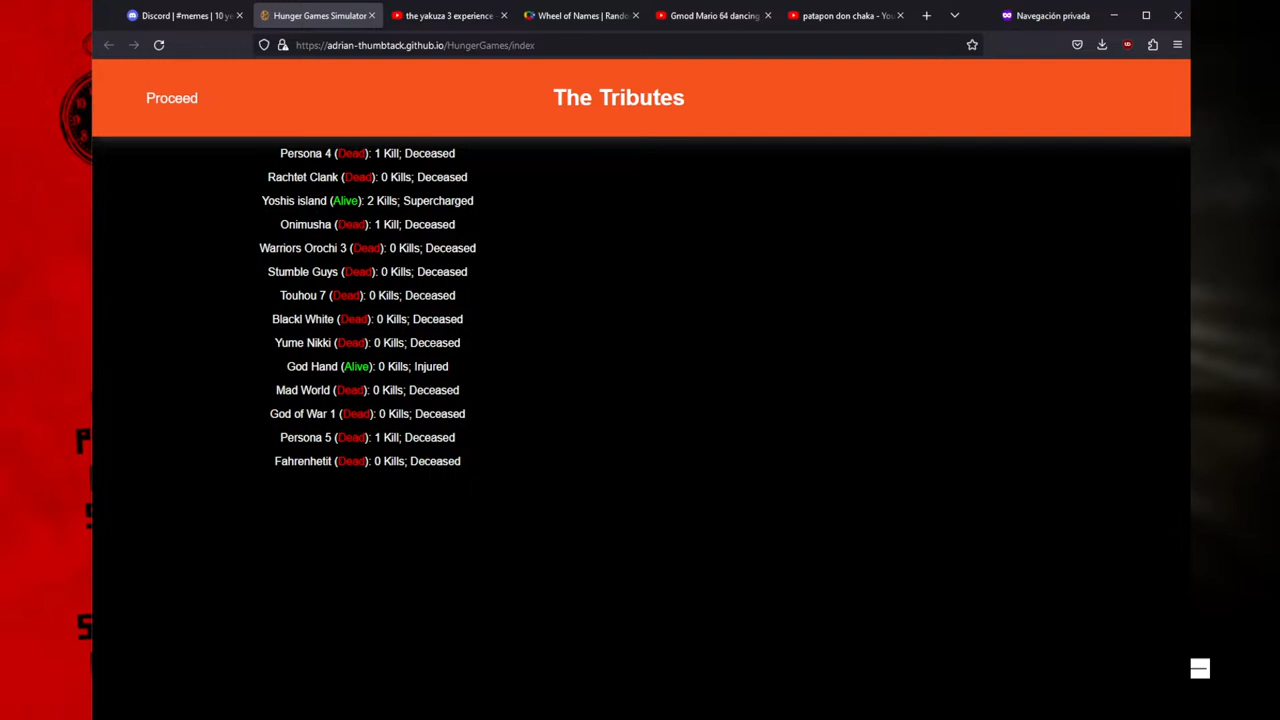 Discord | #memes | 10 ye
Hunger Games Simulator
the yakuza 3 experience
Wheel of Names | Rando
Gmod Mario 64 dancing
patapon don chaka - You
Navegación privada
https://adrian-thumbtack.github.io/HungerGames/index
Proceed
The Tributes
Persona 4 (Dead): 1 Kill; Deceased
Rachtet Clank (Dead): 0 Kills; Deceased
Yoshis island (Alive): 2 Kills; Supercharged
Onimusha (Dead): 1 Kill; Deceased
Warriors Orochi 3 (Dead): 0 Kills; Deceased
Stumble Guys (Dead): 0 Kills; Deceased
Touhou 7 (Dead): 0 Kills; Deceased
Blackl White (Dead): 0 Kills; Deceased
Yume Nikki (Dead): 0 Kills; Deceased
God Hand (Alive): 0 Kills; Injured
Mad World (Dead): 0 Kills; Deceased
God of War 1 (Dead): 0 Kills; Deceased
Persona 5 (Dead): 1 Kill; Deceased
Fahrenhetit (Dead): 0 Kills; Deceased